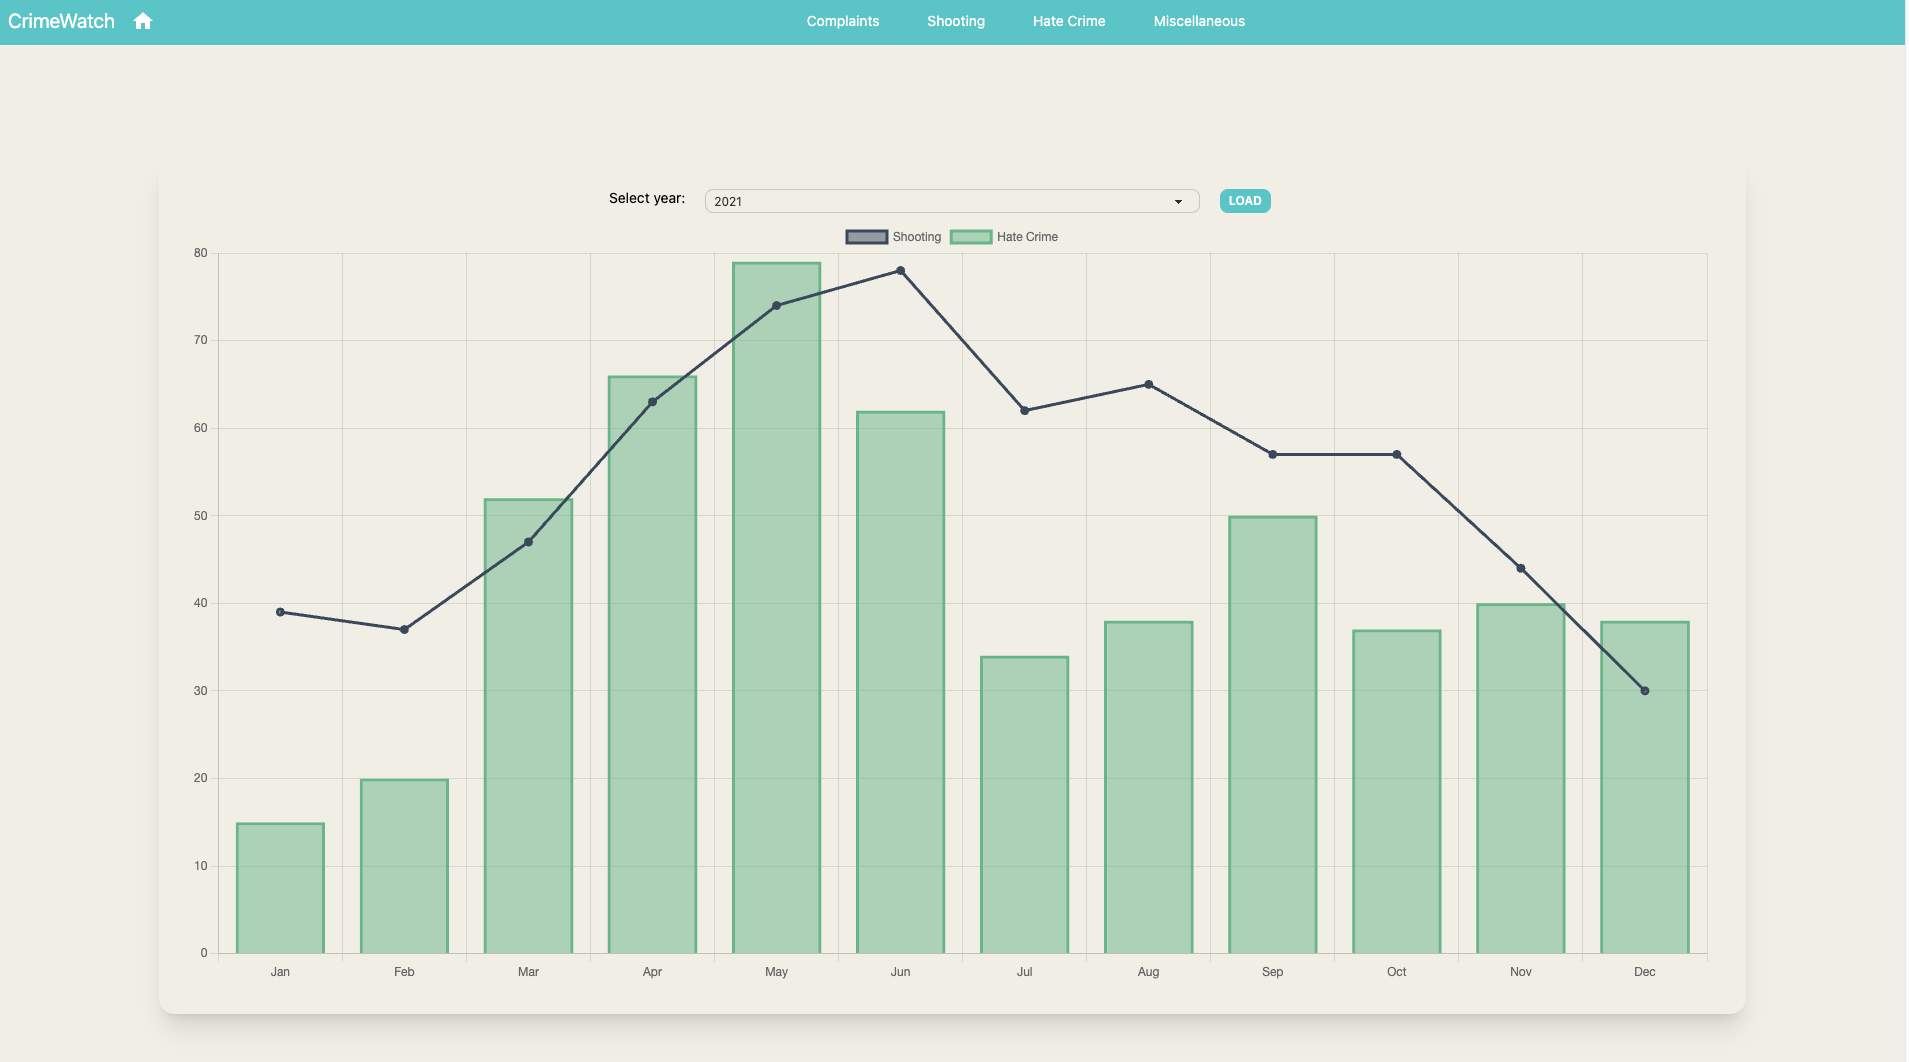 CrimeWatch Complaints Shooting Hate Crime Miscellaneous
Select year: 2021 LOAD
Shooting Hate Crime
80
70
60
50
40
30
20
10
0
Jan Feb Mar Apr May Jun Jul Aug Sep Oct Nov Dec